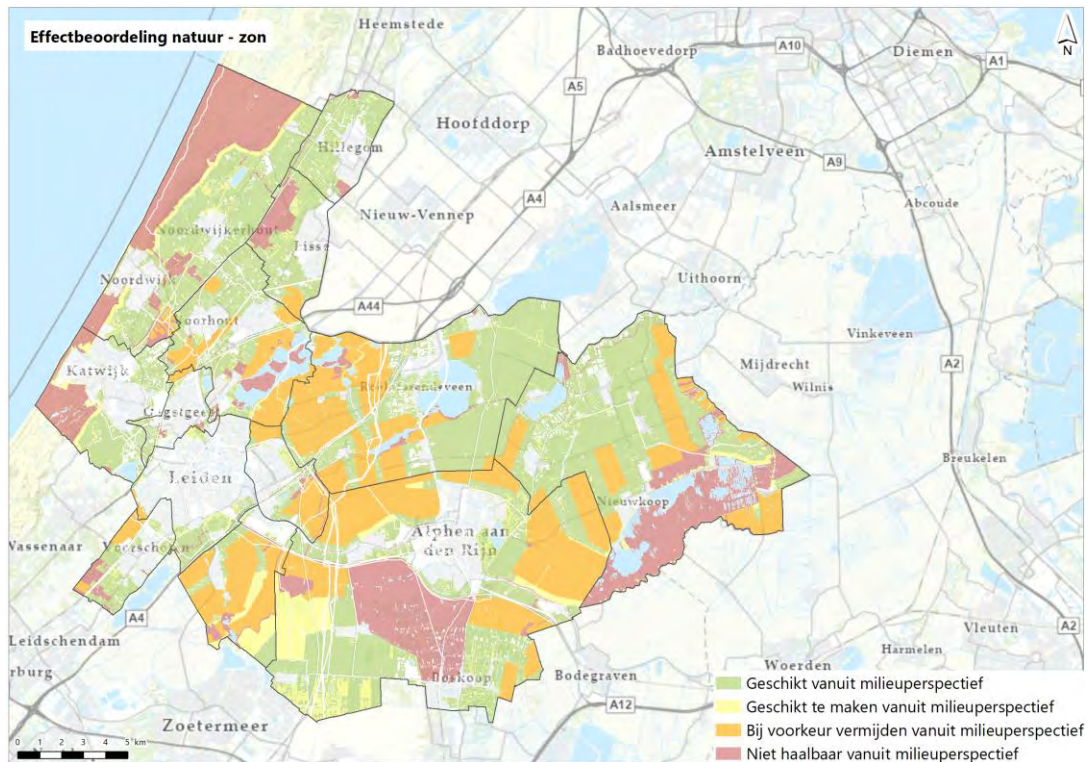 Effectbeoordeling natuur - zon
Heemstede
Badhoevedorp
A10
Diemen
A1
N
A5
Hoofddorp
Hillegom
Amstelveen
A9
A4
Nieuw-Vennep
Aalsmeer
Abcoude
Noordwijkerhout
Lisse
Uithoorn
Noordwijk
A44
Voorhout
Vinkeveen
Mijdrecht
A2
Katwijk
Roelofarendsveen
Wilnis
Oegstgeest
Breukelen
Leiden
Nieuwkoop
Alphen aan
den Rijn
Wassenaar
Voorschoten
A4
Leidschendam
Vleuten
A2
Harmelen
rburg
Boskoop
Bodegraven
Woerden
A12
Zoetermeer
Geschikt vanuit milieuperspectief
Geschikt te maken vanuit milieuperspectief
Bij voorkeur vermijden vanuit milieuperspectief
Niet haalbaar vanuit milieuperspectief
0 1 2 3 4 5 km